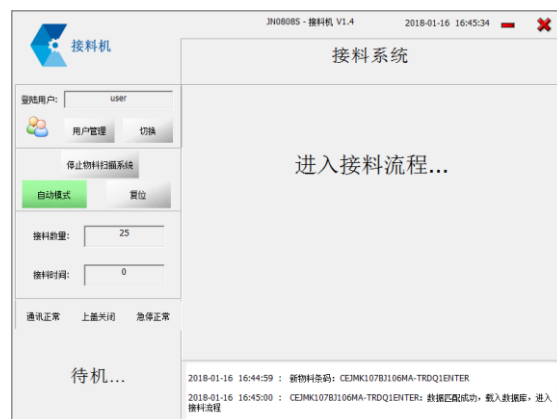 JN0808S - 接料机 V1.4
2018-01-16 16:45:34
接料机
接料系统
登陆用户:
user
用户管理
切换
停止物料扫描系统
自动模式
复位
接料数量:
25
接料时间:
0
通讯正常
上盖关闭
急停正常
待机...
进入接料流程...
2018-01-16 16:44:59 : 新物料条码: CEJMK107BJ106MA-TRDQ1ENTER
2018-01-16 16:45:00 : CEJMK107BJ106MA-TRDQ1ENTER: 数据匹配成功，载入数据库，进入
接料流程